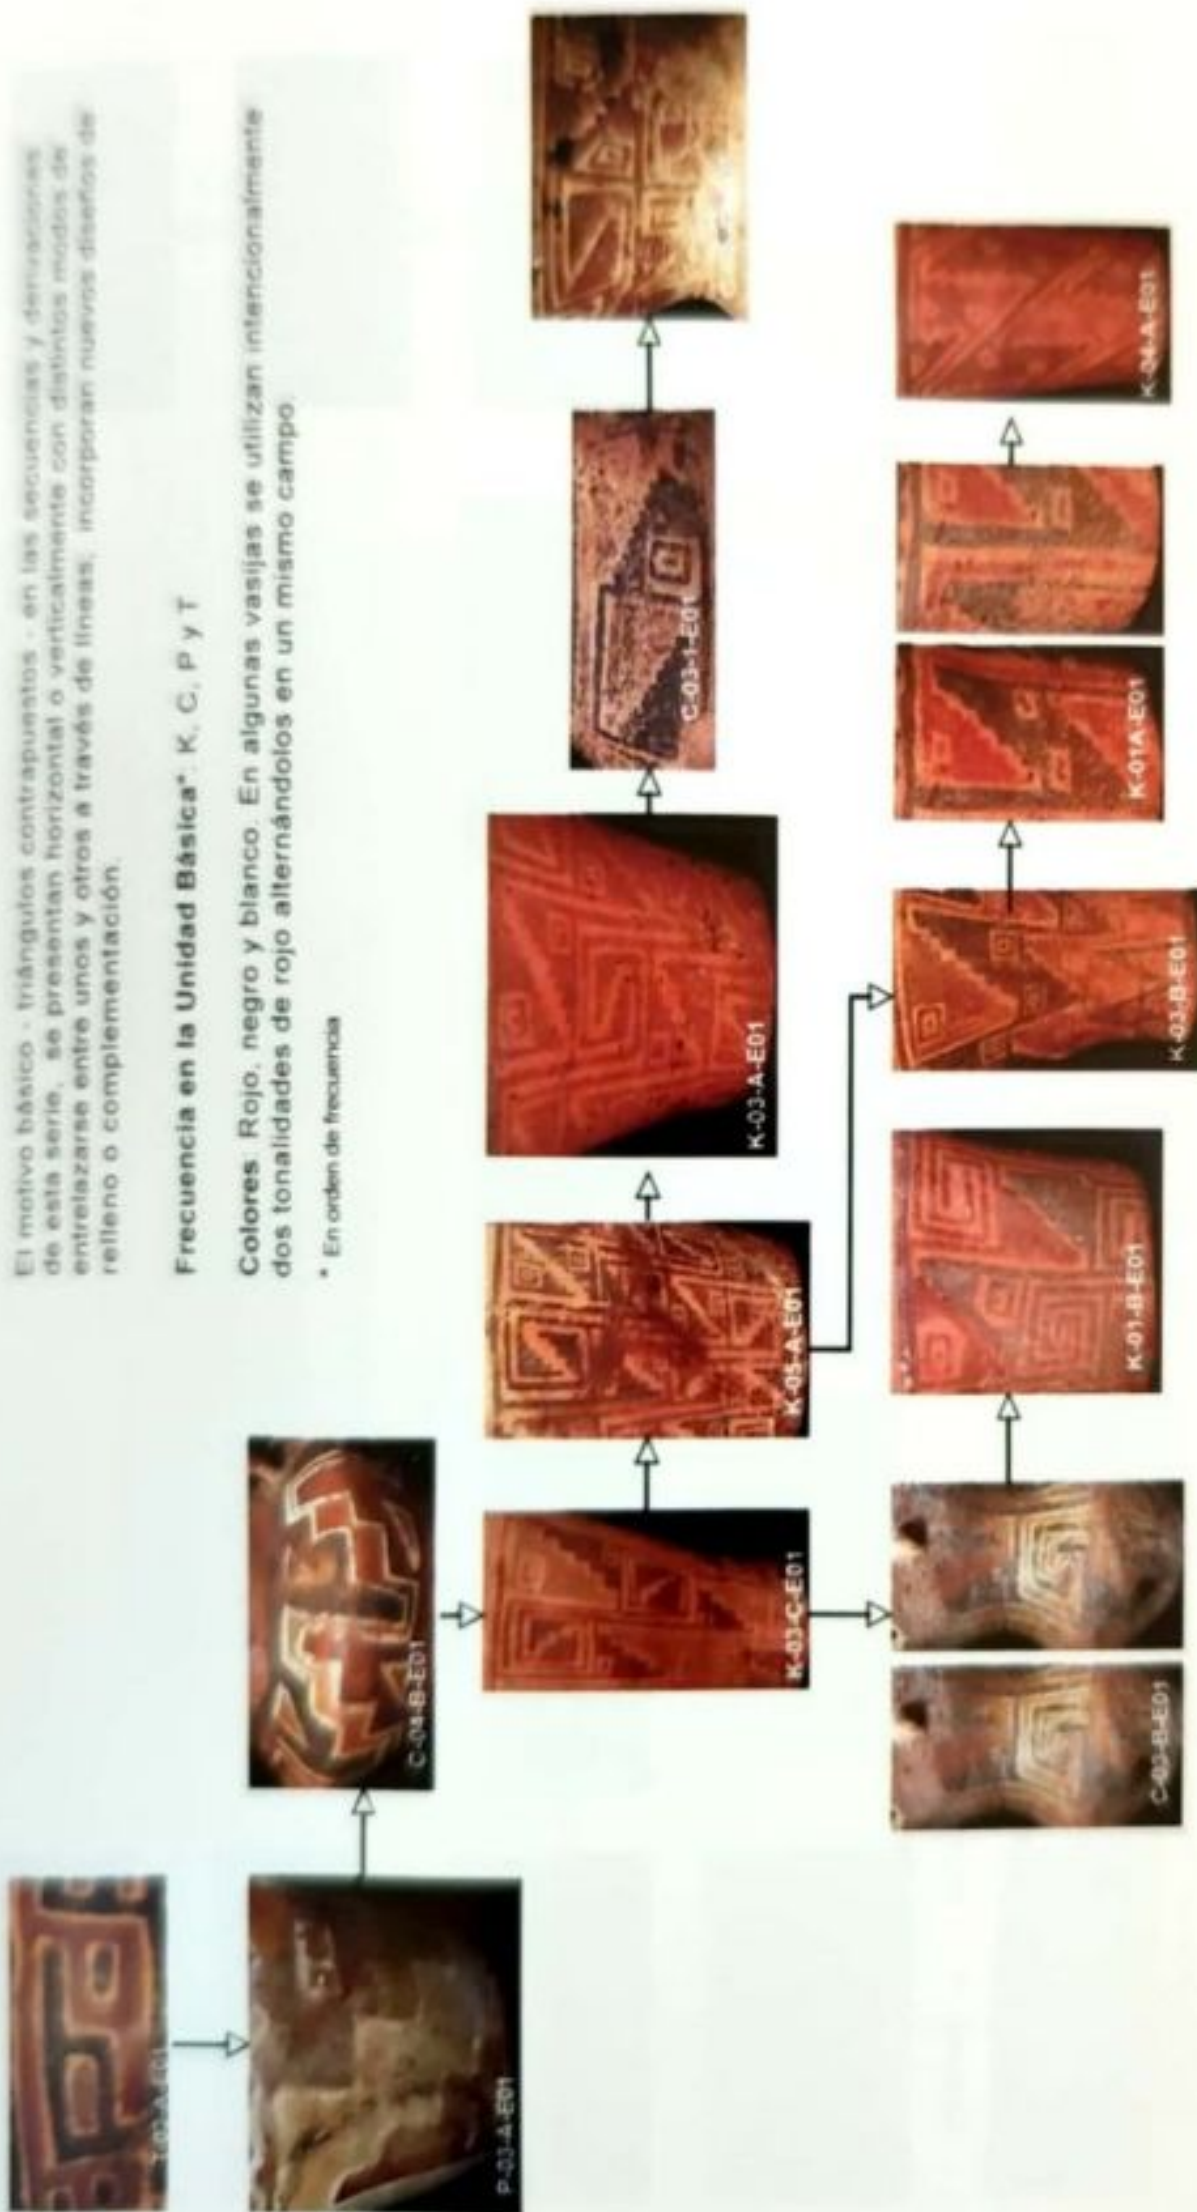 El motivo básico - triángulos contrapuestos - en las secuencias y derivaciones
de esta serie, se presentan horizontal o verticalmente con distintos modos de
entrelazarse entre unos y otros a través de líneas; incorporan nuevos diseños de
relleno o complementación.
Frecuencia en la Unidad Básica*: K, C, P y T
Colores: Rojo, negro y blanco. En algunas vasijas se utilizan intencionalmente
dos tonalidades de rojo alternándolos en un mismo campo.
* En orden de frecuencia
P-03-A-E01
C-04-B-E01
K-03-C-E01
K-05-A-E01
K-03-A-E01
C-03-1-E01
C-03-B-E01
K-01-B-E01
K-03-B-E01
K-01A-E01
K-04-A-E01